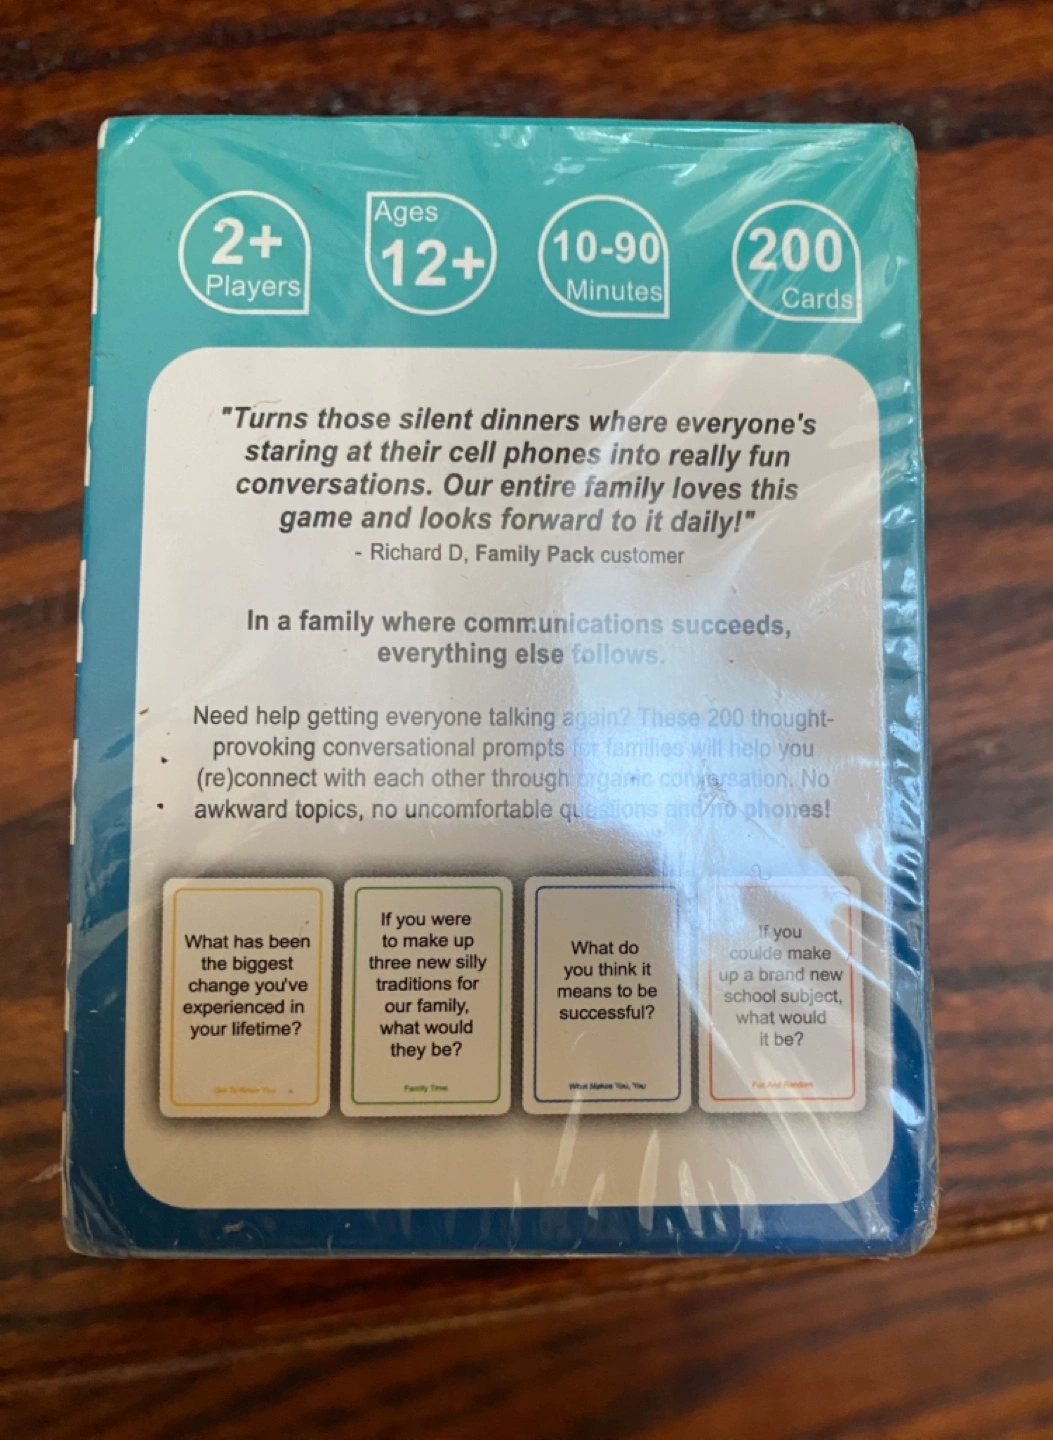 2+
Players
Ages
12+
10-90
Minutes
200
Cards
"Turns those silent dinners where everyone's
staring at their cell phones into really fun
conversations. Our entire family loves this
game and looks forward to it daily!"
- Richard D, Family Pack customer
In a family where communications succeeds,
everything else follows.
Need help getting everyone talking again? These 200 thought-
provoking conversational prompts for families will help you
(re)connect with each other through organic conversation. No
awkward topics, no uncomfortable questions and no phones!
What has been
the biggest
change you've
experienced in
your lifetime?
If you were
to make up
three new silly
traditions for
our family,
what would
they be?
Family Time
What do
you think it
means to be
successful?
What Makes You, You
If you
coulde make
up a brand new
school subject,
what would
it be?
Fun And Random